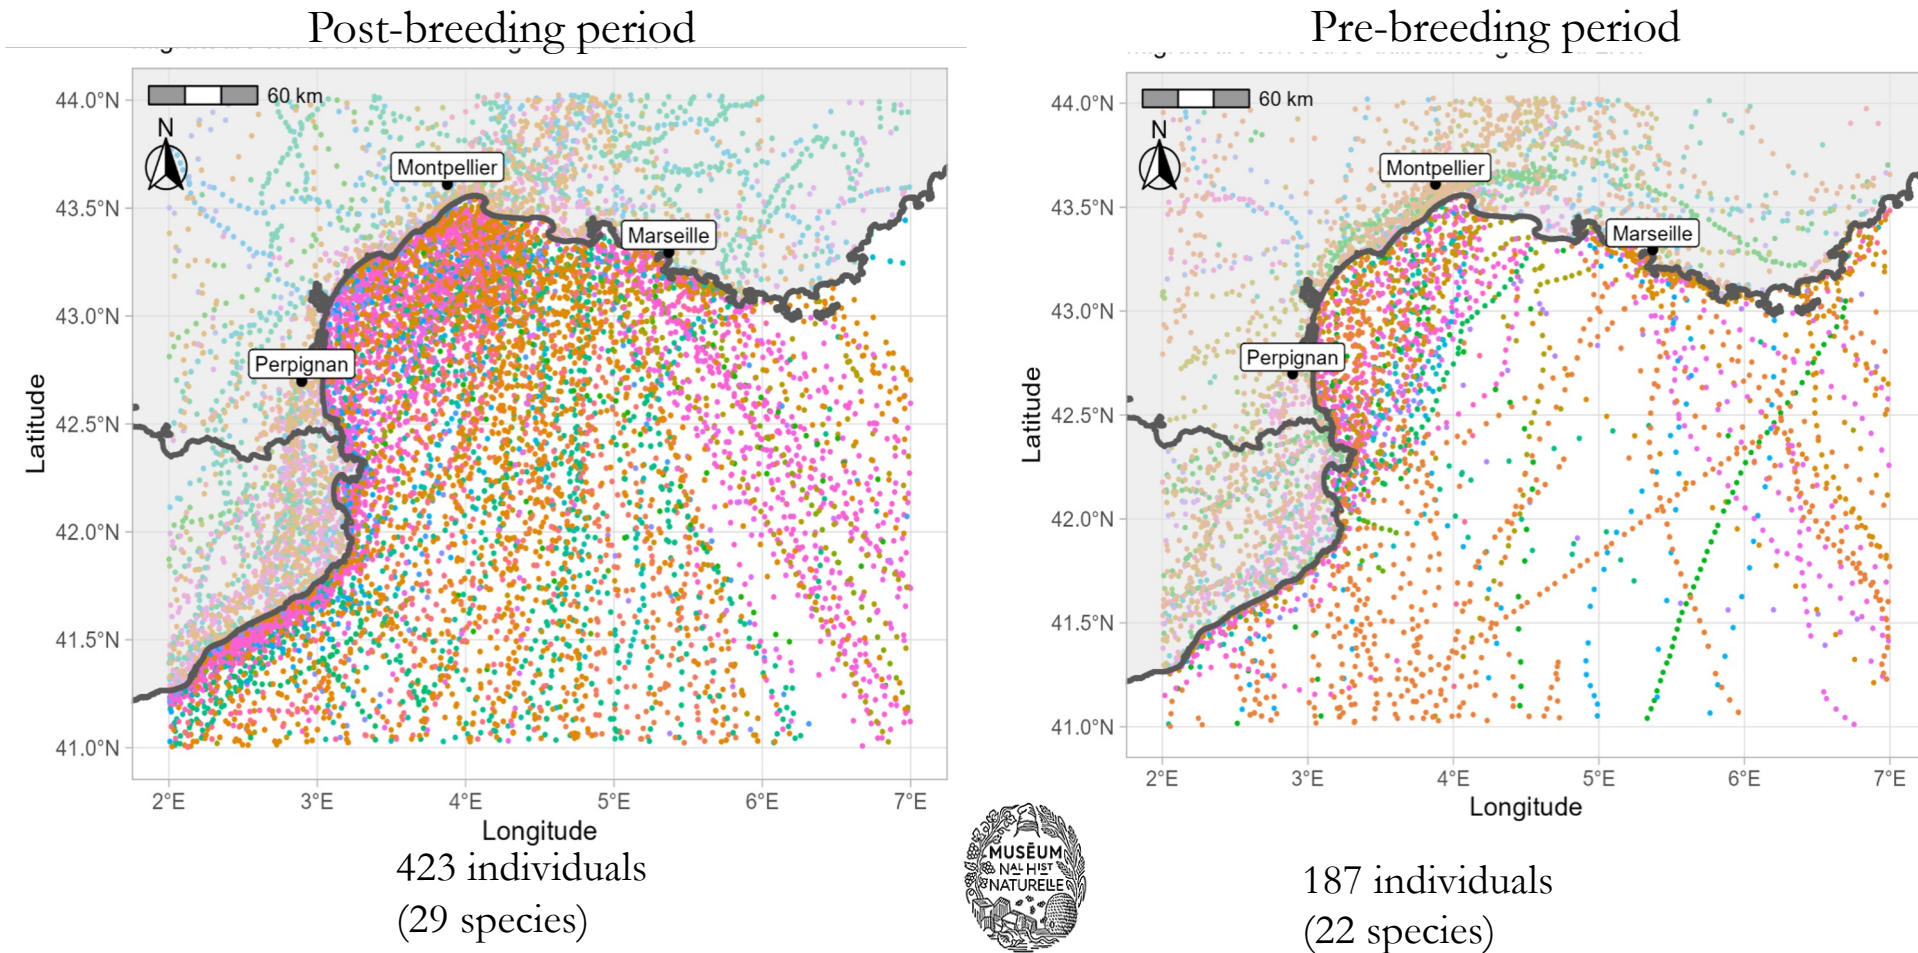 Post-breeding period
60 km
N
44.0°N
43.5°N
43.0°N
42.5°N
42.0°N
41.5°N
41.0°N
Latitude
Montpellier
Marseille
Perpignan
2°E 3°E 4°E 5°E 6°E 7°E
Longitude
423 individuals
(29 species)
MUSĒUM
NAL HIST
NATURELLE
Pre-breeding period
60 km
N
44.0°N
43.5°N
43.0°N
42.5°N
42.0°N
41.5°N
41.0°N
Latitude
Montpellier
Marseille
Perpignan
2°E 3°E 4°E 5°E 6°E 7°E
Longitude
187 individuals
(22 species)